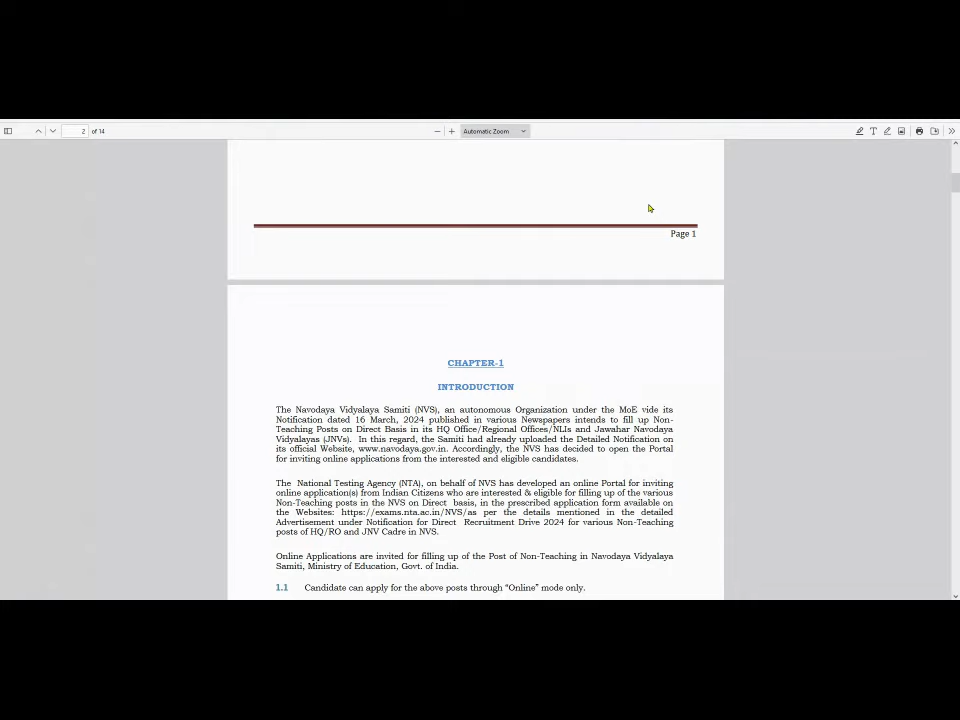 2 of 14
Automatic Zoom
Page 1
CHAPTER-1
INTRODUCTION
The Navodaya Vidyalaya Samiti (NVS), an autonomous Organization under the MoE vide its
Notification dated 16 March, 2024 published in various Newspapers intends to fill up Non-
Teaching Posts on Direct Basis in its HQ Office/Regional Offices/NLIs and Jawahar Navodaya
Vidyalayas (JNVs). In this regard, the Samiti had already uploaded the Detailed Notification on
its official Website, www.navodaya.gov.in. Accordingly, the NVS has decided to open the Portal
for inviting online applications from the interested and eligible candidates.
The National Testing Agency (NTA), on behalf of NVS has developed an online Portal for inviting
online application(s) from Indian Citizens who are interested & eligible for filling up of the various
Non-Teaching posts in the NVS on Direct basis, in the prescribed application form available on
the Websites: https://exams.nta.ac.in/NVS/as per the details mentioned in the detailed
Advertisement under Notification for Direct Recruitment Drive 2024 for various Non-Teaching
posts of HQ/RO and JNV Cadre in NVS.
Online Applications are invited for filling up of the Post of Non-Teaching in Navodaya Vidyalaya
Samiti, Ministry of Education, Govt. of India.
1.1 Candidate can apply for the above posts through “Online” mode only.